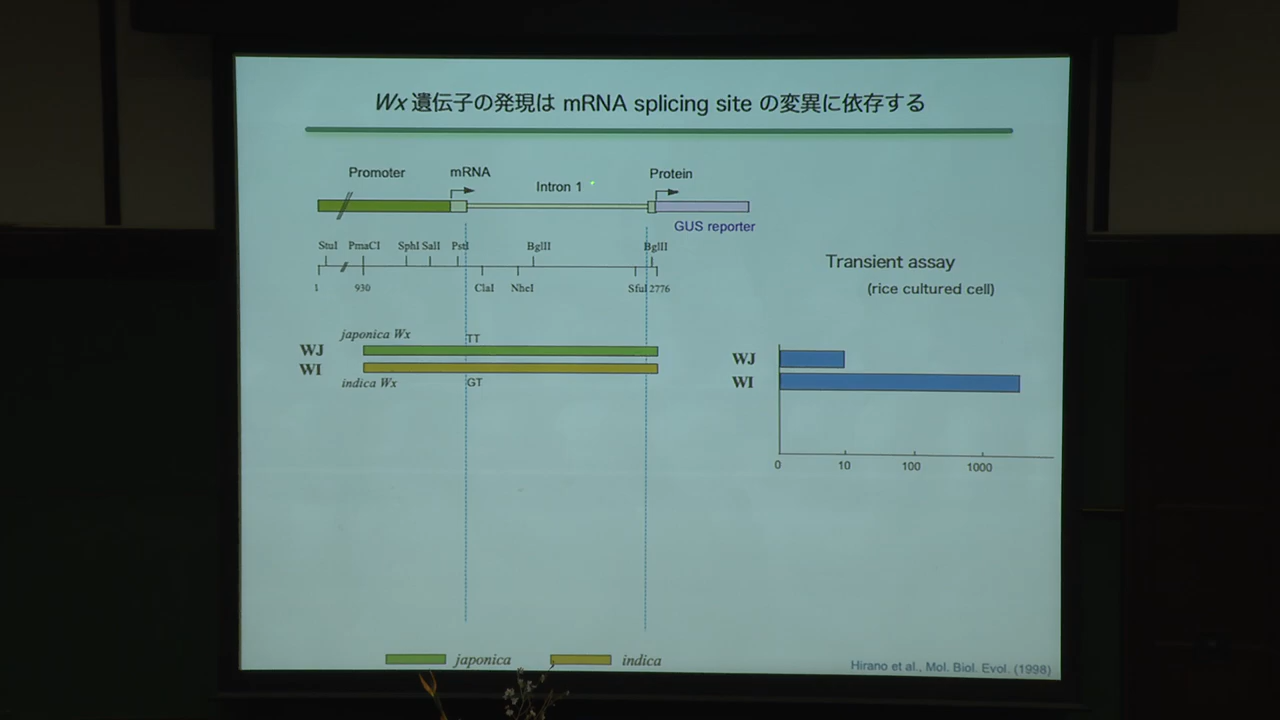 Wx 遺伝子の発現は mRNA splicing site の変異に依存する
Promoter mRNA Intron 1 Protein
GUS reporter
StuI PmaCI SphI SalI PstI BglII BglII
1 930 ClaI NheI SfuI 2776
Transient assay
(rice cultured cell)
japonica Wx TT
WJ
WI
indica Wx GT
WJ
WI
0 10 100 1000
japonica indica
Hirano et al., Mol. Biol. Evol. (1998)